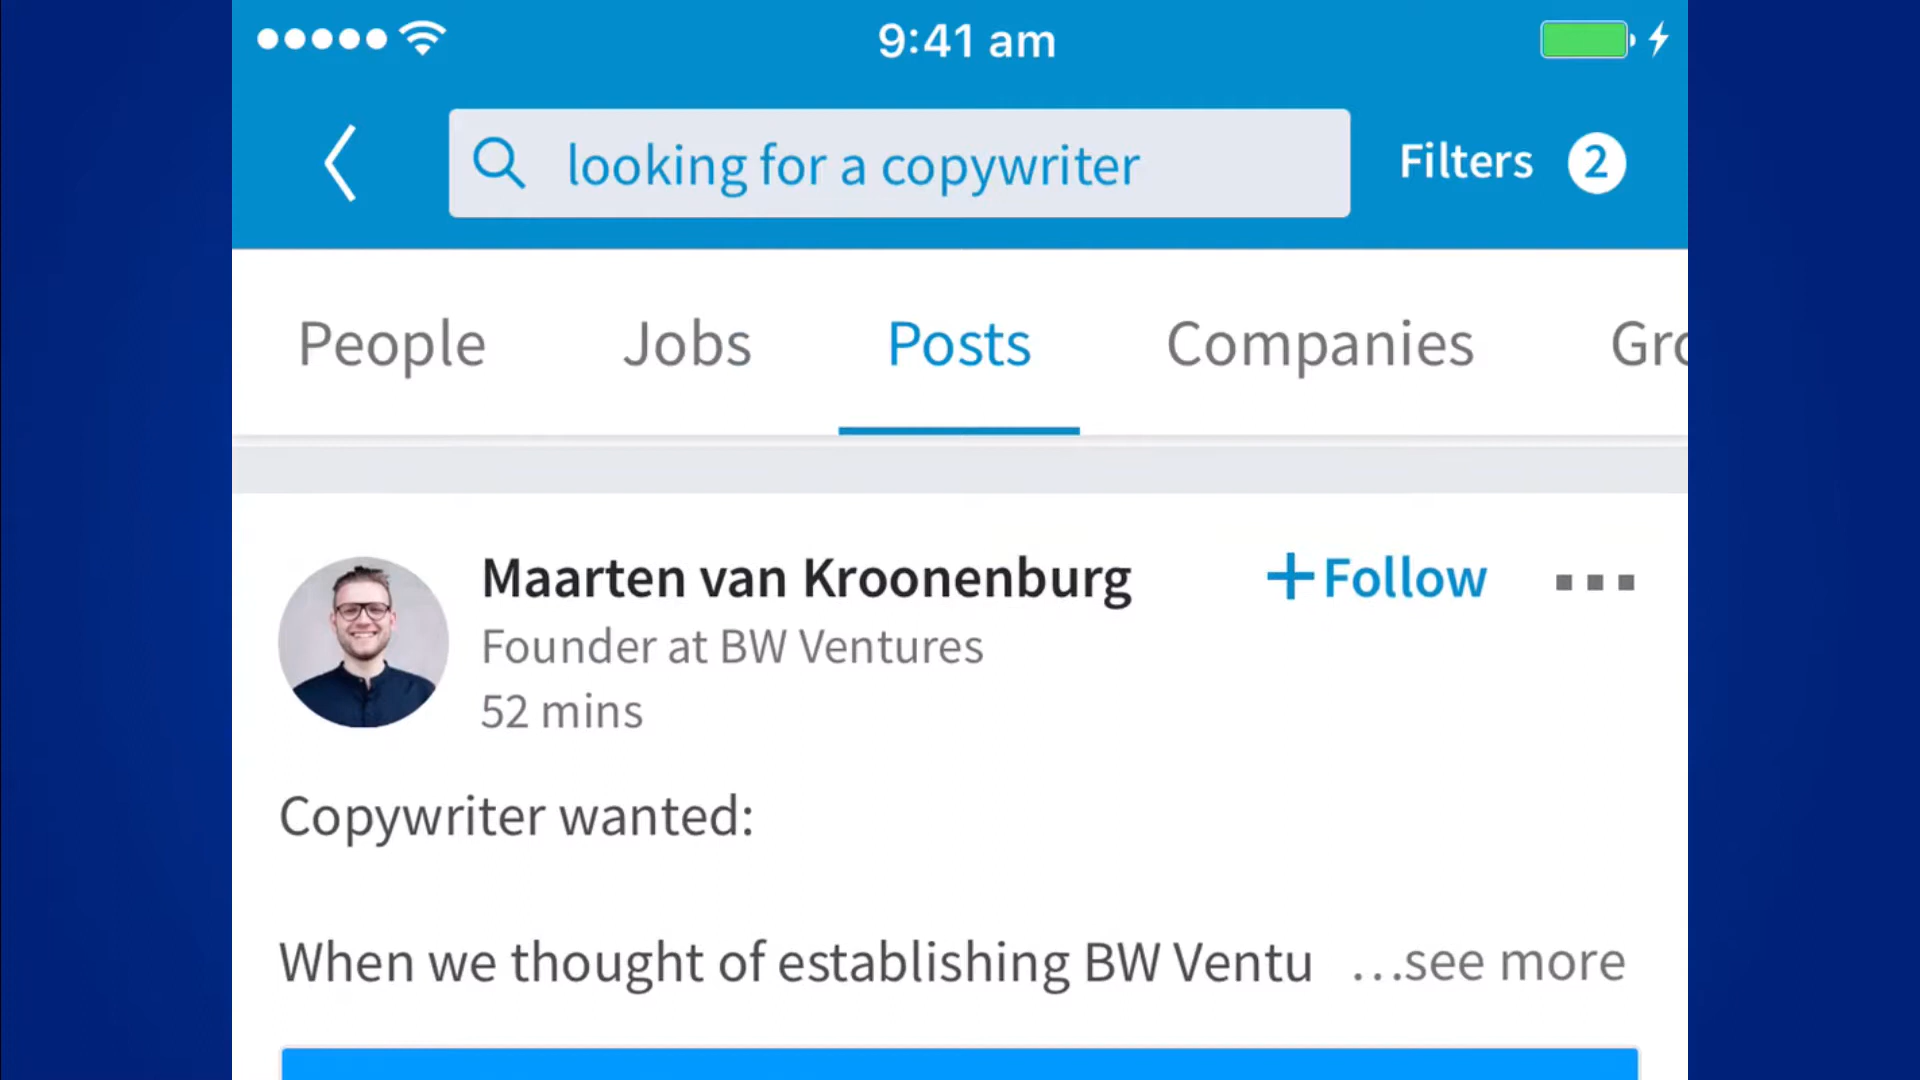 9:41 am
looking for a copywriter
Filters 2
People Jobs Posts Companies Gro
Maarten van Kroonenburg +Follow
Founder at BW Ventures
52 mins
Copywriter wanted:
When we thought of establishing BW Ventu ...see more